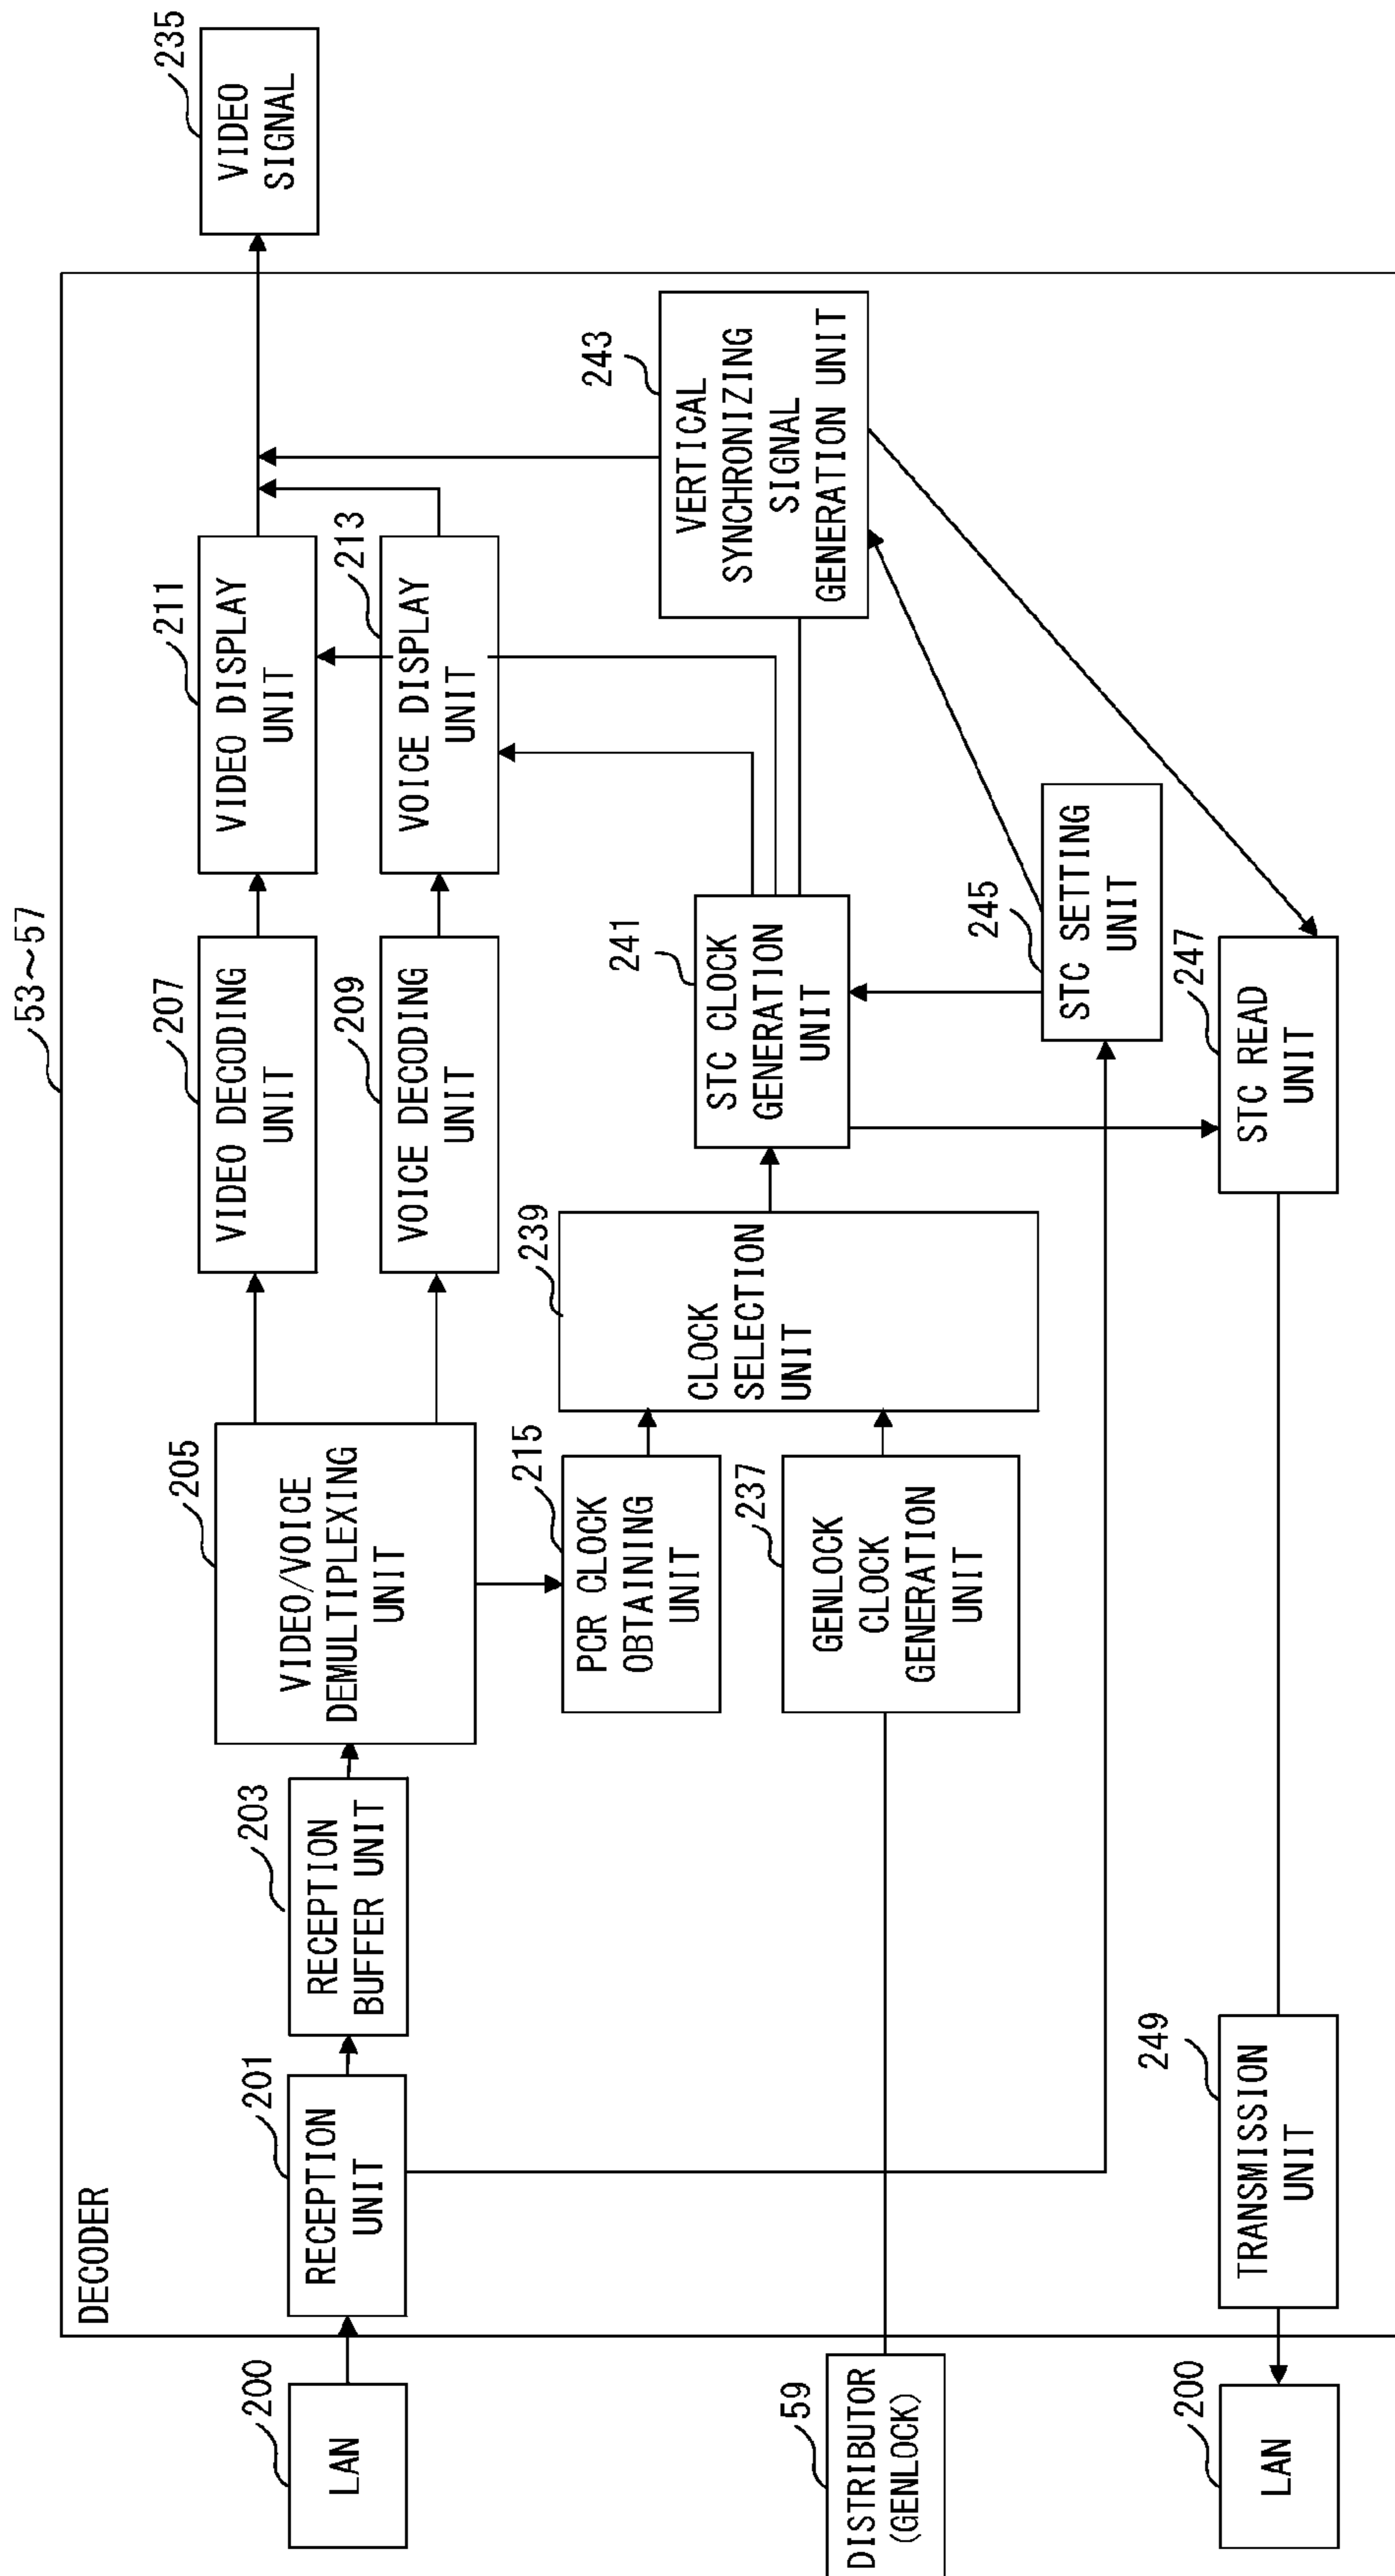 DECODER
53~57
200
LAN
201
RECEPTION
UNIT
203
RECEPTION
BUFFER UNIT
205
VIDEO/VOICE
DEMULTIPLEXING
UNIT
207
VIDEO DECODING
UNIT
211
VIDEO DISPLAY
UNIT
235
VIDEO
SIGNAL
209
VOICE DECODING
UNIT
213
VOICE DISPLAY
UNIT
215
PCR CLOCK
OBTAINING
UNIT
239
CLOCK
SELECTION
UNIT
241
STC CLOCK
GENERATION
UNIT
243
VERTICAL
SYNCHRONIZING
SIGNAL
GENERATION UNIT
59
DISTRIBUTOR
(GENLOCK)
237
GENLOCK
CLOCK
GENERATION
UNIT
245
STC SETTING
UNIT
200
LAN
249
TRANSMISSION
UNIT
247
STC READ
UNIT